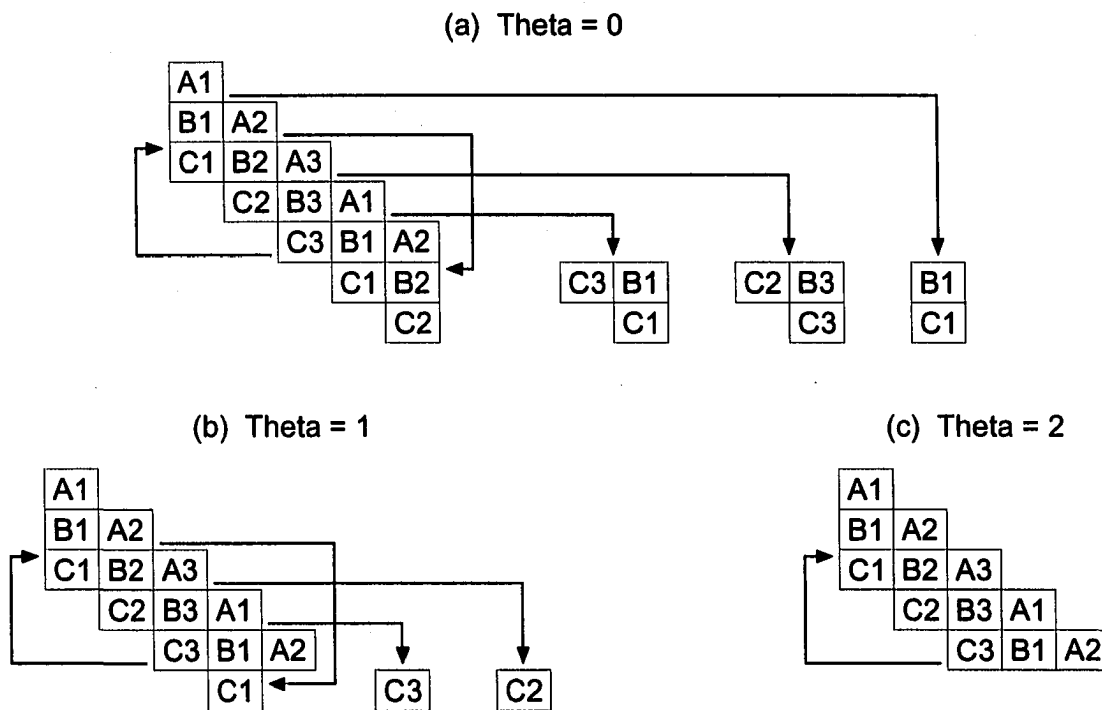 (a) Theta = 0
A1
B1 A2
C1 B2 A3
C2 B3 A1
C3 B1 A2
C1 B2 C3 B1 C2 B3 B1
C2 C1 C3 C1
(b) Theta = 1
A1
B1 A2
C1 B2 A3
C2 B3 A1
C3 B1 A2
C1 C3 C2
(c) Theta = 2
A1
B1 A2
C1 B2 A3
C2 B3 A1
C3 B1 A2